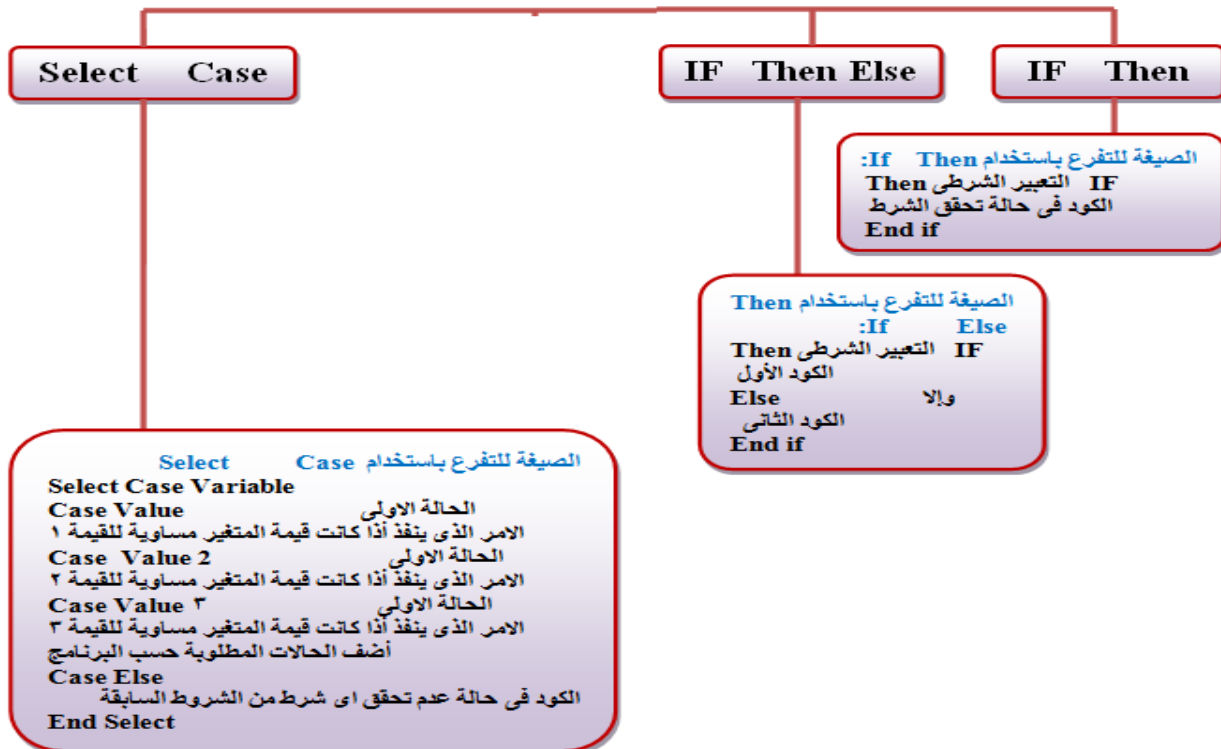 IF Then
IF Then Else
Select Case
الصيغة للتفرع باستخدام If Then:
IF التعبير الشرطى Then
الكود فى حالة تحقق الشرط
End if
الصيغة للتفرع باستخدام Then
If Else:
IF التعبير الشرطى Then
الكود الأول
Else وإلا
الكود الثانى
End if
الصيغة للتفرع باستخدام Select Case
Select Case Variable
Case Value الحالة الاولى
الامر الذى ينفذ أذا كانت قيمة المتغير مساوية للقيمة ١
Case Value 2 الحالة الاولى
الامر الذى ينفذ أذا كانت قيمة المتغير مساوية للقيمة ٢
Case Value ٣ الحالة الاولى
الامر الذى ينفذ أذا كانت قيمة المتغير مساوية للقيمة ٣
أضف الحالات المطلوبة حسب البرنامج
Case Else
الكود فى حالة عدم تحقق اى شرط من الشروط السابقة
End Select